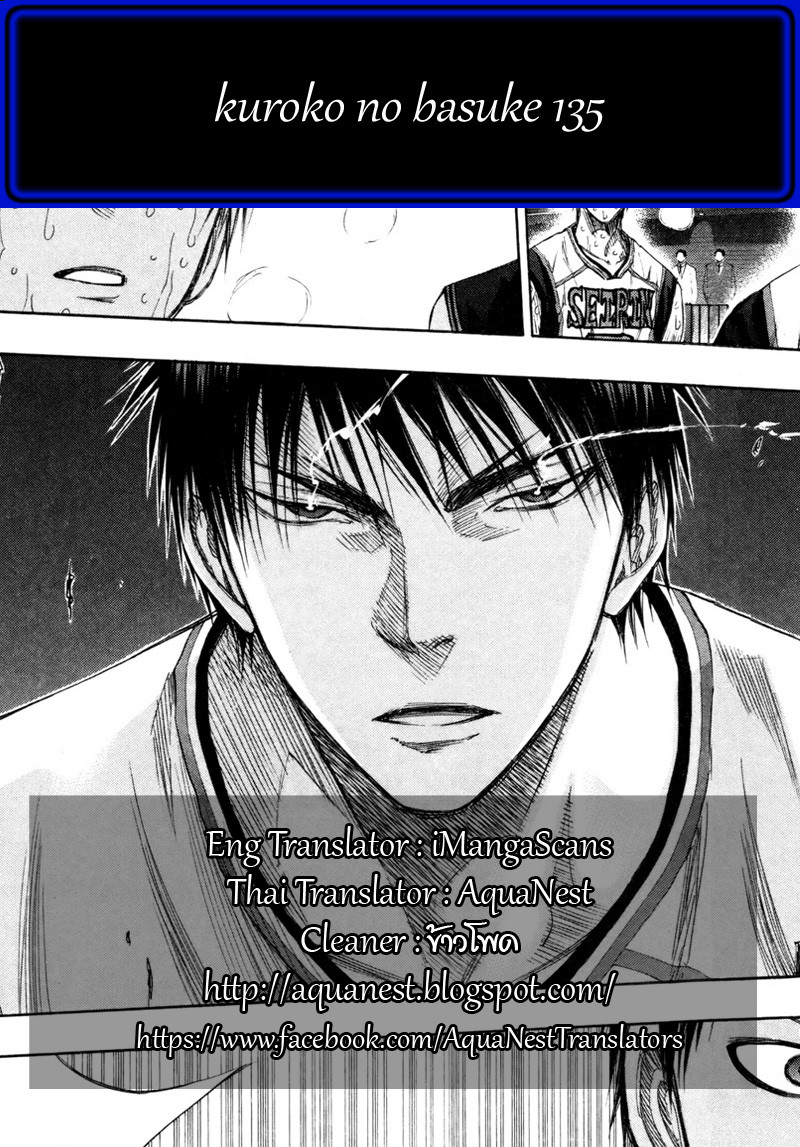 kuroko no basuke 135
SEIRIN
Eng Translator : iMangaScans
Thai Translator : AquaNest
Cleaner : ข้าวโพด
http://aquanest.blogspot.com/
https://www.facebook.com/AquaNestTranslators